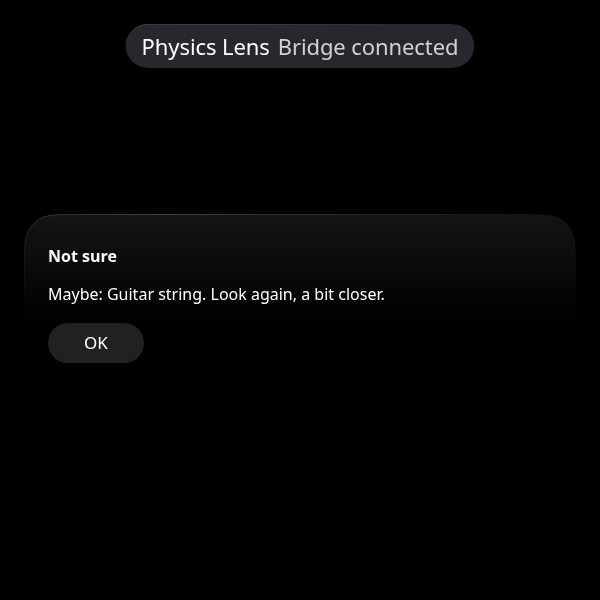 Physics Lens Bridge connected
Not sure
Maybe: Guitar string. Look again, a bit closer.
OK